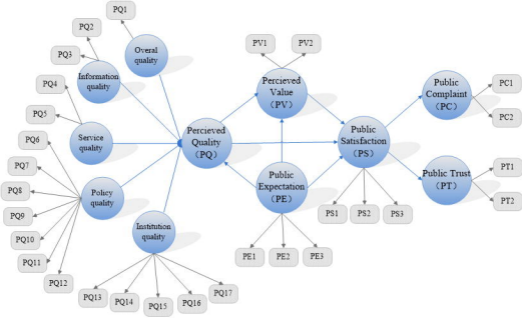 PQ1
PQ2
PQ3
PQ4
PQ5
PQ6
PQ7
PQ8
PQ9
PQ10
PQ11
PQ12
PQ13
PQ14
PQ15
PQ16
PQ17
Overal
quality
Information
quality
Service
quality
Policy
quality
Institution
quality
Percieved
Quality
（PQ）
PV1
PV2
Percieved
Value
（PV）
Public
Expectation
（PE）
PE1
PE2
PE3
Public
Satisfaction
（PS）
PS1
PS2
PS3
Public
Complaint
（PC）
PC1
PC2
Public Trust
（PT）
PT1
PT2